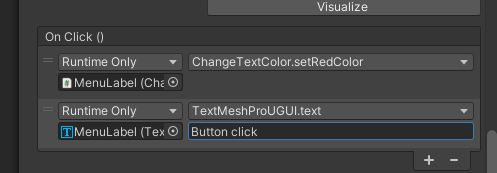 Visualize
On Click ()
Runtime Only ChangeTextColor.setRedColor
MenuLabel (Cha
Runtime Only TextMeshProUGUI.text
MenuLabel (Tex Button click